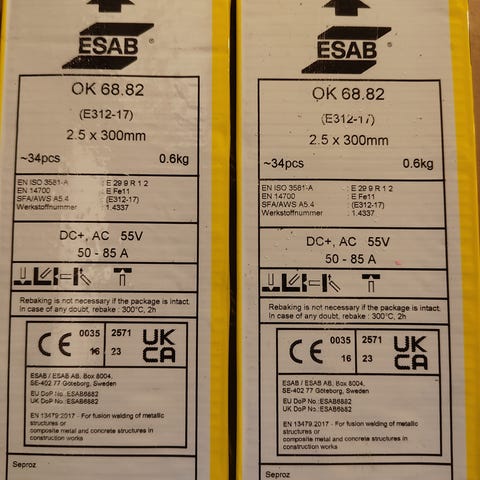 ESAB®
OK 68.82
(E312-17)
2.5 x 300mm
~34pcs 0.6kg
EN ISO 3581-A : E 29 9 R 1 2
EN 14700 : E Fe11
SFA/AWS A5.4 : (E312-17)
Werkstoffnummer : 1.4337
DC+, AC 55V
50 - 85 A
Rebaking is not necessary if the package is intact.
In case of any doubt, rebake : 300°C, 2h
CE 0035 2571 UK
16 23 CA
ESAB / ESAB AB, Box 8004,
SE-402 77 Göteborg, Sweden
EU DoP No.:ESAB6882
UK DoP No.:ESAB6882
EN 13479:2017 - For fusion welding of metallic
structures or
composite metal and concrete structures in
construction works
Seproz
ESAB®
OK 68.82
(E312-17)
2.5 x 300mm
~34pcs 0.6kg
EN ISO 3581-A : E 29 9 R 1 2
EN 14700 : E Fe11
SFA/AWS A5.4 : (E312-17)
Werkstoffnummer : 1.4337
DC+, AC 55V
50 - 85 A
Rebaking is not necessary if the package is intact.
In case of any doubt, rebake : 300°C, 2h
CE 0035 2571 UK
16 23 CA
ESAB / ESAB AB, Box 8004,
SE-402 77 Göteborg, Sweden
EU DoP No.:ESAB6882
UK DoP No.:ESAB6882
EN 13479:2017 - For fusion welding of metallic
structures or
composite metal and concrete structures in
construction works
Seproz